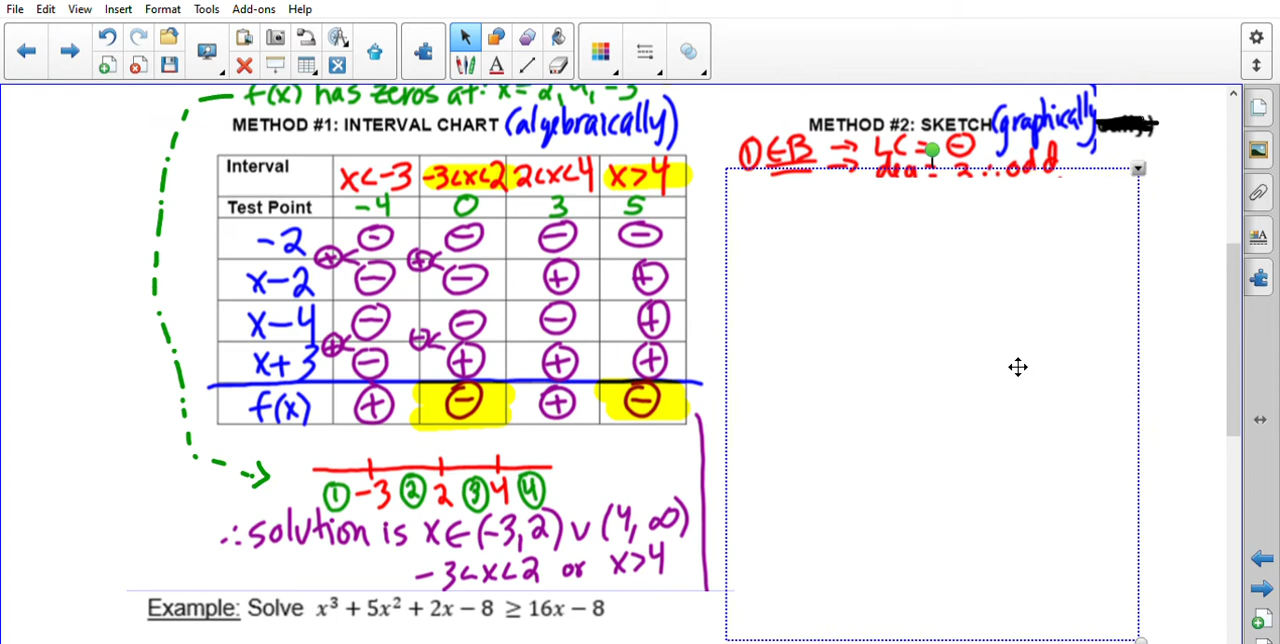 File Edit View Insert Format Tools Add-ons Help
f(x) has zeros at: x = 2, 4, -3
METHOD #1: INTERVAL CHART (algebraically)
Interval x<-3 -3<x<2 2<x<4 x>4
Test Point -4 0 3 5
-2 - - - -
x-2 + - + - + +
x-4 - - - +
x+3 + - - + + +
f(x) + - + -
① -3 ② 2 ③ 4 ④
∴ solution is x∈(-3, 2) ∪ (4, ∞)
-3<x<2 or x>4
Example: Solve x³ + 5x² + 2x − 8 ≥ 16x − 8
METHOD #2: SKETCH (graphically)
① EB → LC = -
→ deg = 3 ∴ odd